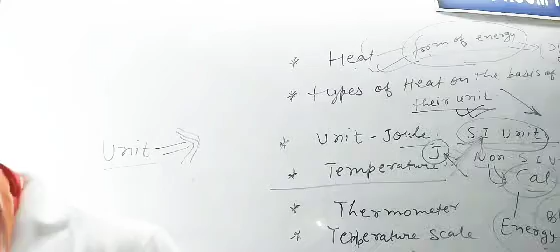 * Heat form of energy
* types of Heat on the basis of
their unit
* Unit - Joule S I Unit
Unit
J Non S U
* Temperature Cal
* Thermometer Energy
* Temperature scale